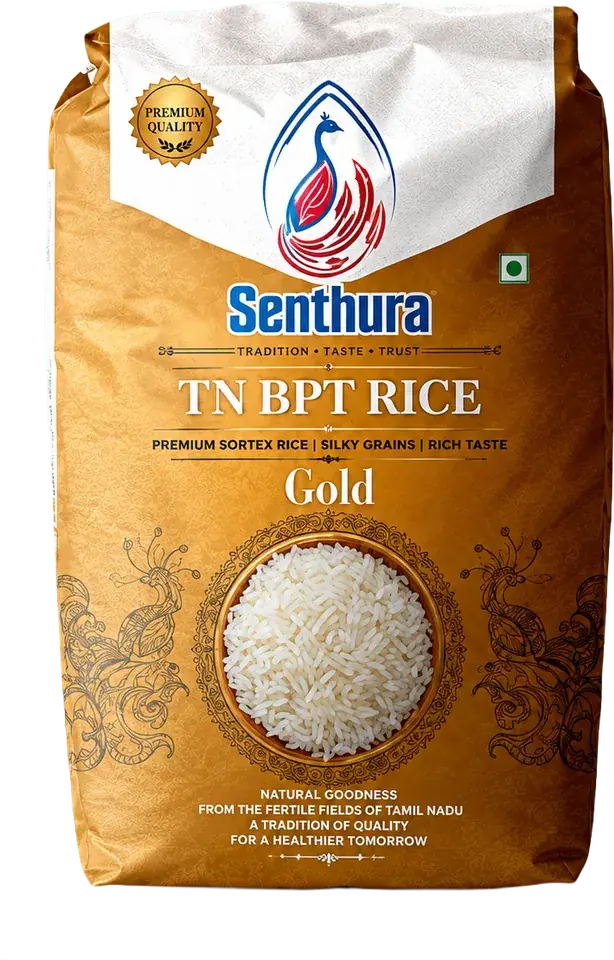 PREMIUM
QUALITY
Senthura
TRADITION • TASTE • TRUST
TN BPT RICE
PREMIUM SORTEX RICE | SILKY GRAINS | RICH TASTE
Gold
NATURAL GOODNESS
FROM THE FERTILE FIELDS OF TAMIL NADU
A TRADITION OF QUALITY
FOR A HEALTHIER TOMORROW